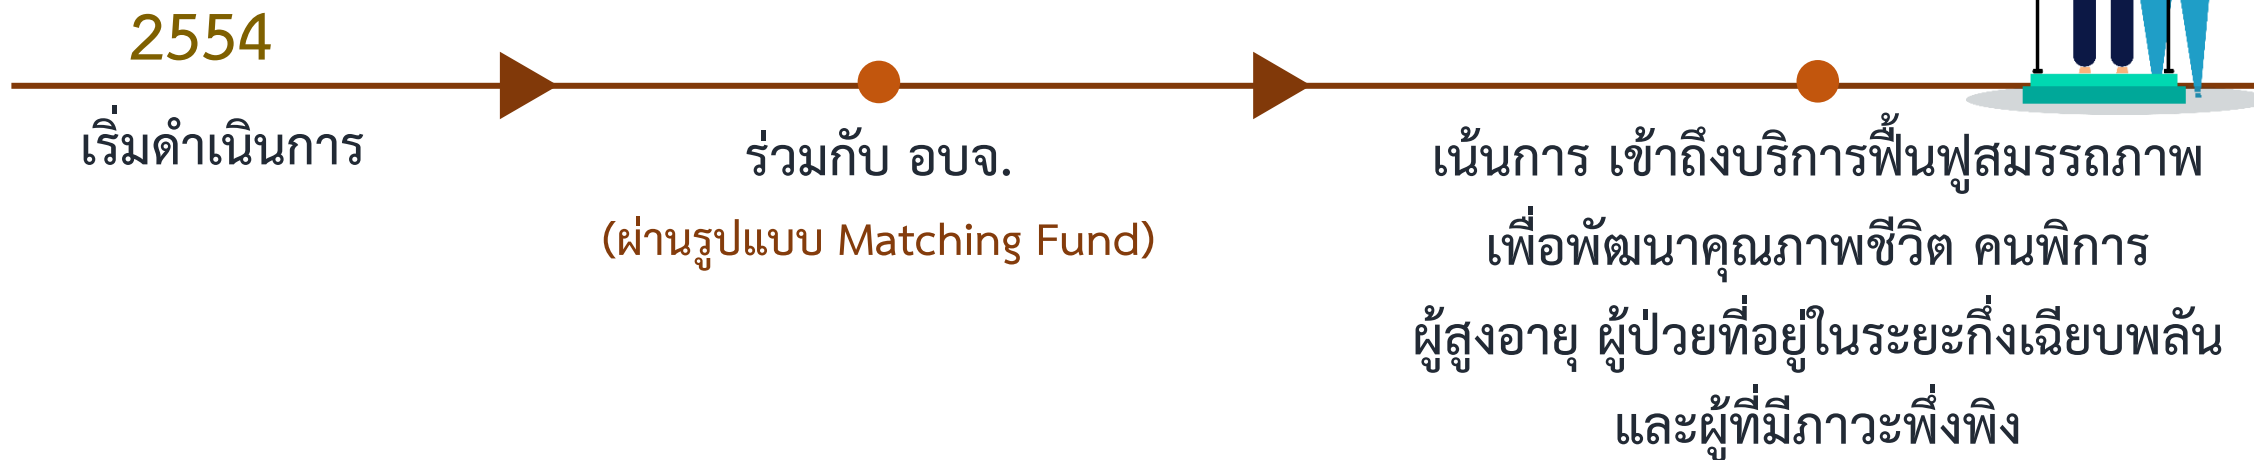 2554
เริ่มดำเนินการ
ร่วมกับ อบจ.
(ผ่านรูปแบบ Matching Fund)
เน้นการ เข้าถึงบริการฟื้นฟูสมรรถภาพ
เพื่อพัฒนาคุณภาพชีวิต คนพิการ
ผู้สูงอายุ ผู้ป่วยที่อยู่ในระยะกึ่งเฉียบพลัน
และผู้ที่มีภาวะพึ่งพิง